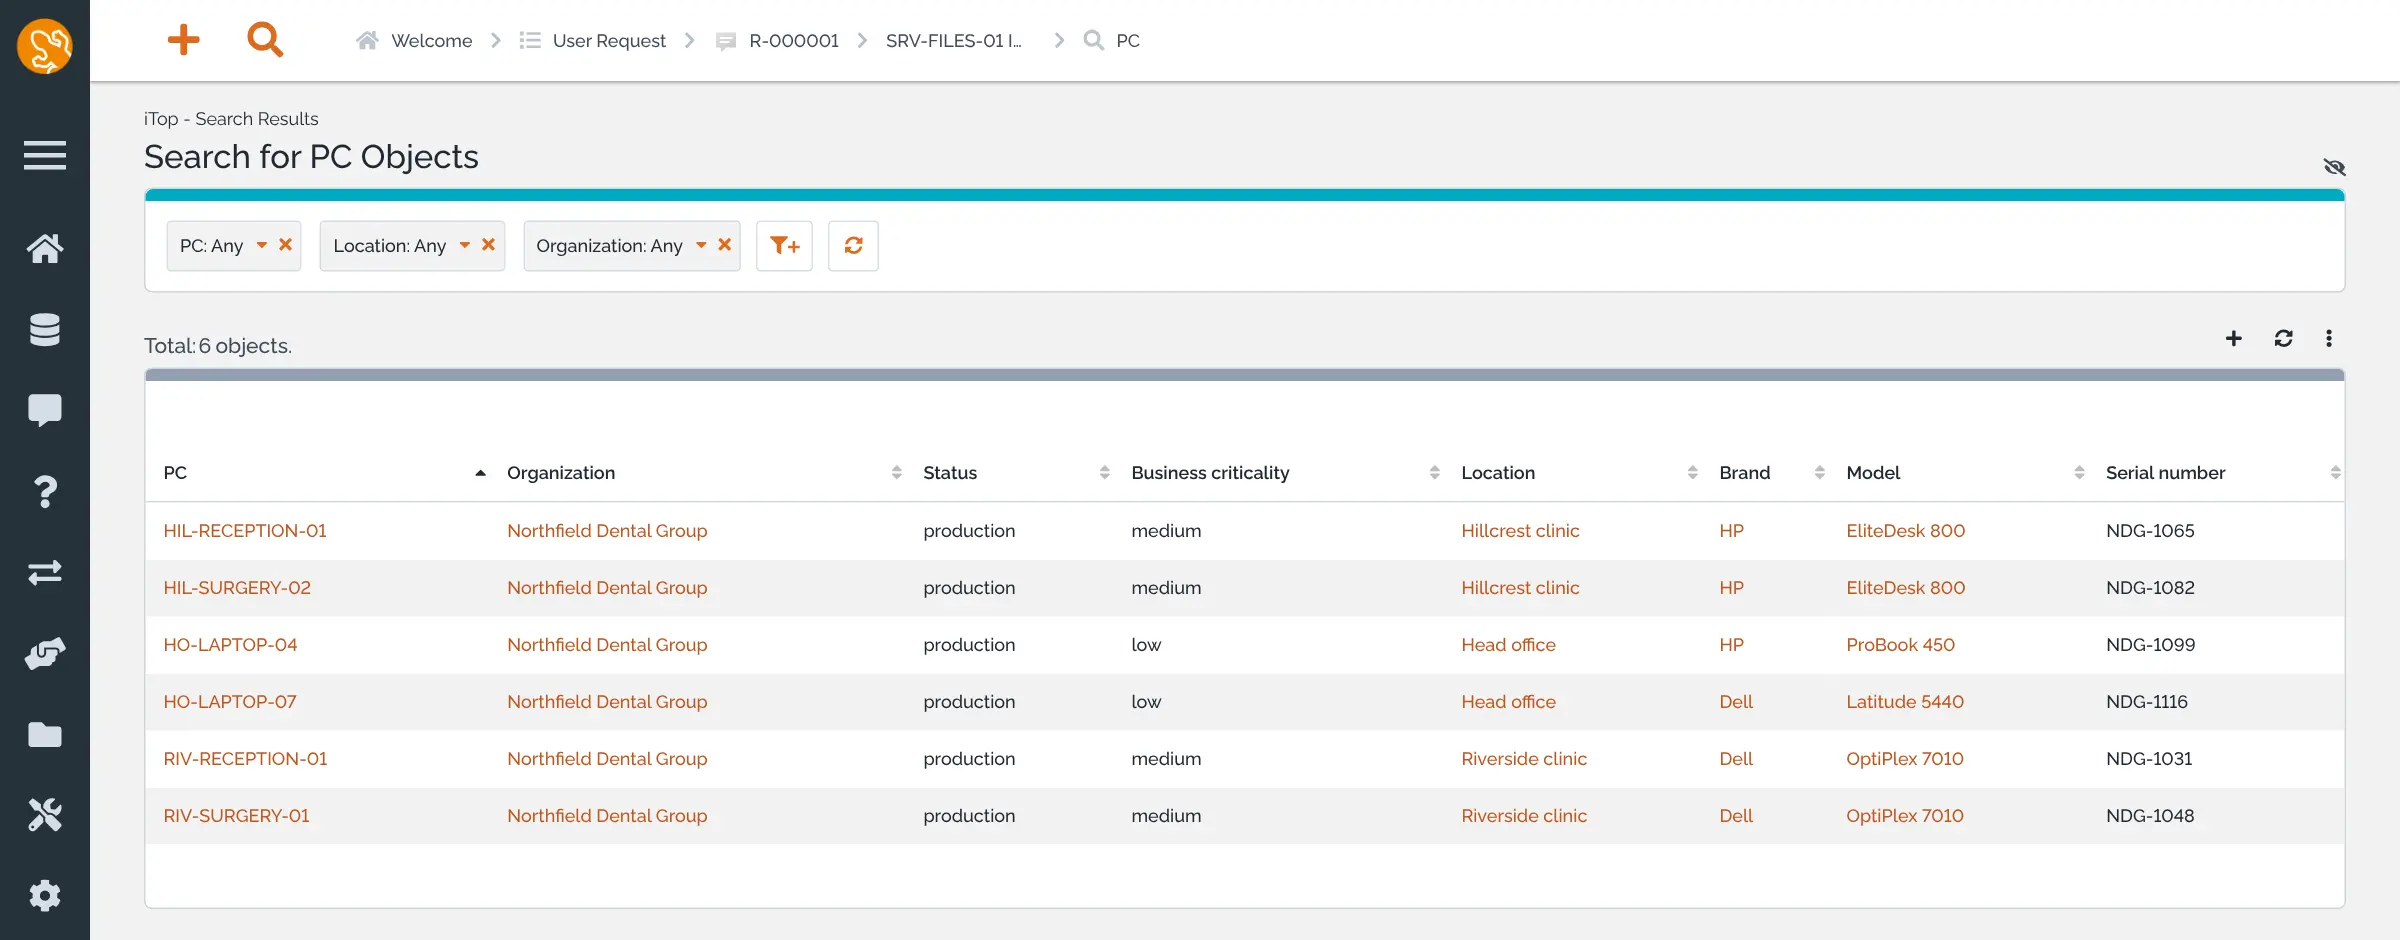 Welcome User Request R-000001 SRV-FILES-01 I... PC
iTop - Search Results
Search for PC Objects
PC: Any Location: Any Organization: Any
Total: 6 objects.
PC Organization Status Business criticality Location Brand Model Serial number
HIL-RECEPTION-01 Northfield Dental Group production medium Hillcrest clinic HP EliteDesk 800 NDG-1065
HIL-SURGERY-02 Northfield Dental Group production medium Hillcrest clinic HP EliteDesk 800 NDG-1082
HO-LAPTOP-04 Northfield Dental Group production low Head office HP ProBook 450 NDG-1099
HO-LAPTOP-07 Northfield Dental Group production low Head office Dell Latitude 5440 NDG-1116
RIV-RECEPTION-01 Northfield Dental Group production medium Riverside clinic Dell OptiPlex 7010 NDG-1031
RIV-SURGERY-01 Northfield Dental Group production medium Riverside clinic Dell OptiPlex 7010 NDG-1048